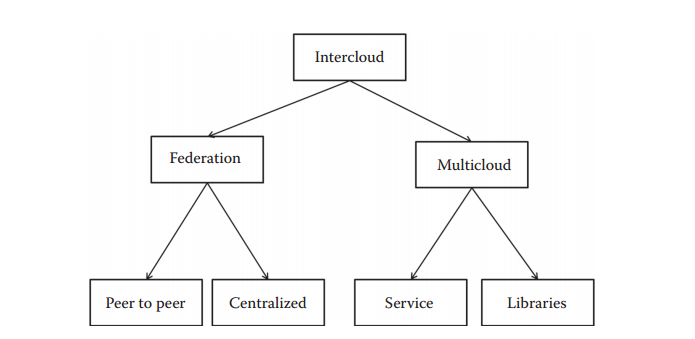 Intercloud
Federation
Multicloud
Peer to peer
Centralized
Service
Libraries